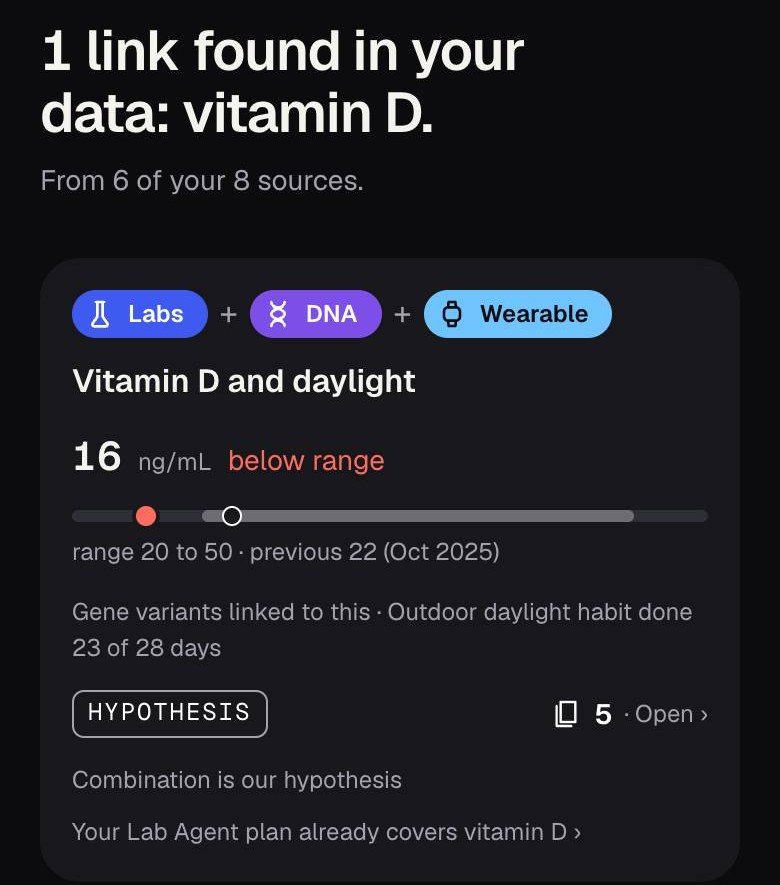 1 link found in your
data: vitamin D.
From 6 of your 8 sources.
Labs + DNA + Wearable
Vitamin D and daylight
16 ng/mL below range
range 20 to 50 · previous 22 (Oct 2025)
Gene variants linked to this · Outdoor daylight habit done
23 of 28 days
HYPOTHESIS 5 · Open ›
Combination is our hypothesis
Your Lab Agent plan already covers vitamin D ›